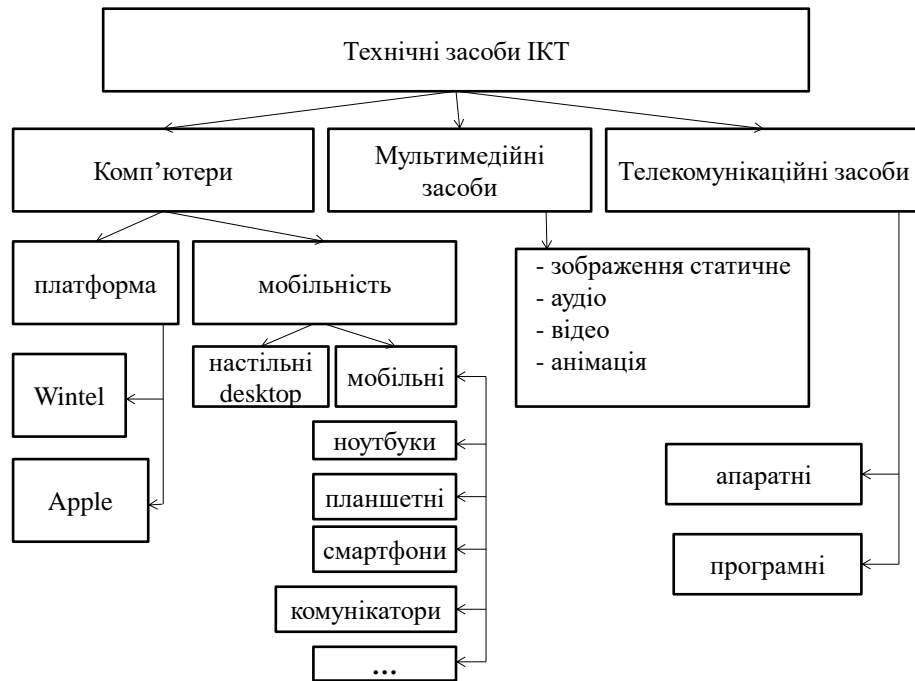 Технічні засоби ІКТ
Комп’ютери
Мультимедійні
засоби
Телекомунікаційні засоби
платформа
мобільність
- зображення статичне
- аудіо
- відео
- анімація
настільні
desktop
мобільні
Wintel
Apple
ноутбуки
планшетні
смартфони
комунікатори
...
апаратні
програмні